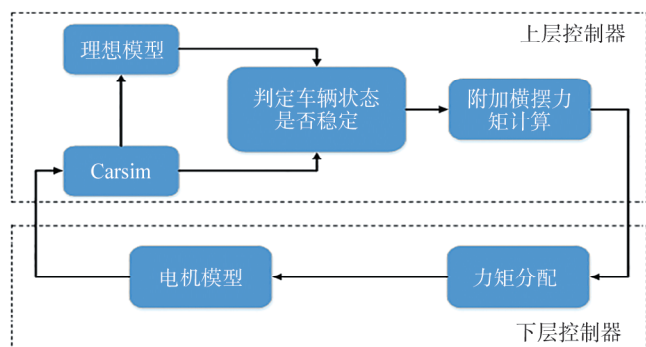 上层控制器
理想模型
判定车辆状态
是否稳定
附加横摆力
矩计算
Carsim
电机模型
力矩分配
下层控制器